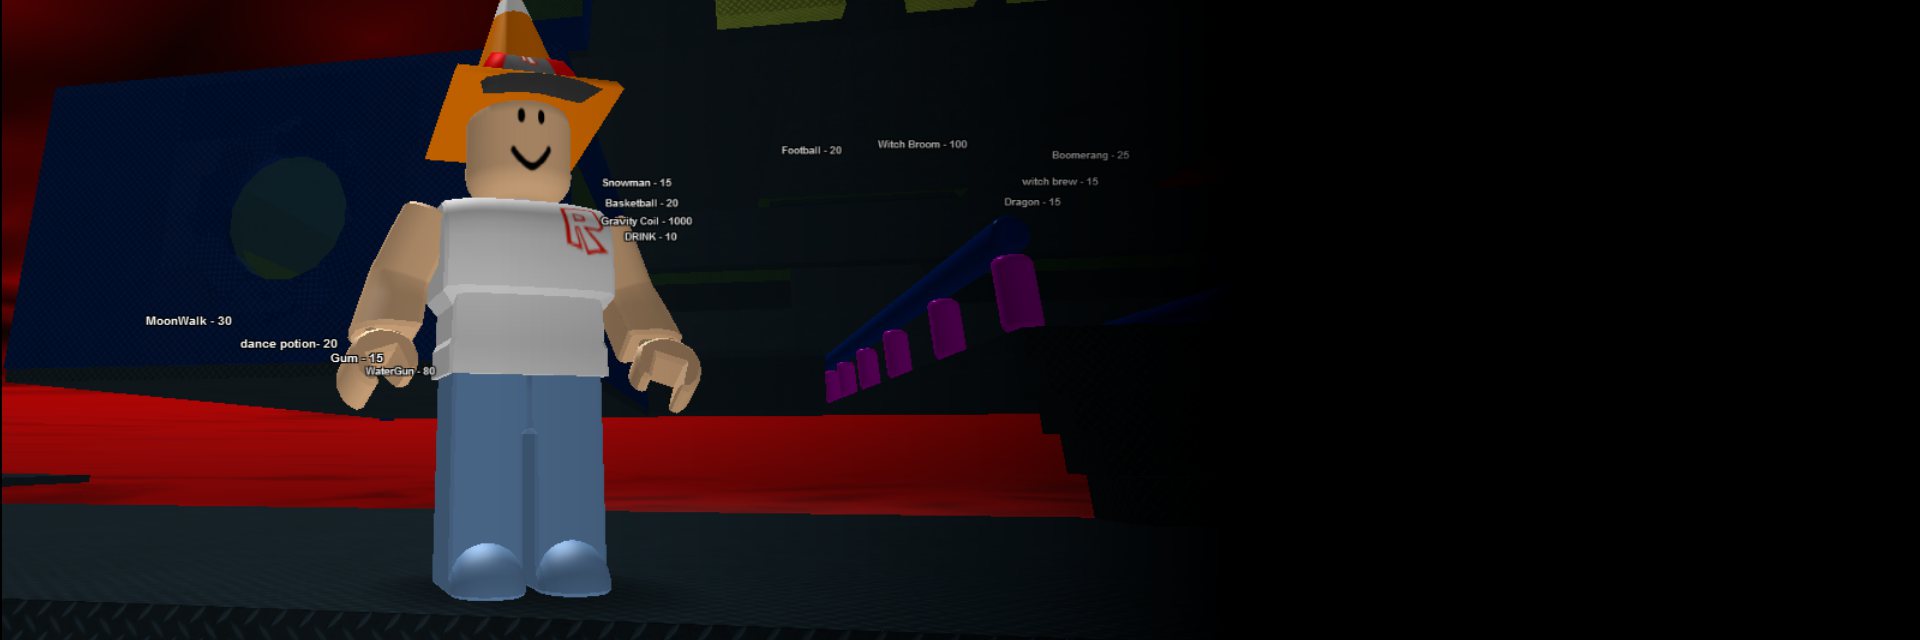 Football - 20
Witch Broom - 100
Boomerang - 25
witch brew - 15
Dragon - 15
Snowman - 15
Basketball - 20
Gravity Coil - 1000
DRINK - 10
R
MoonWalk - 30
dance potion- 20
Gum - 15
WaterGun - 80